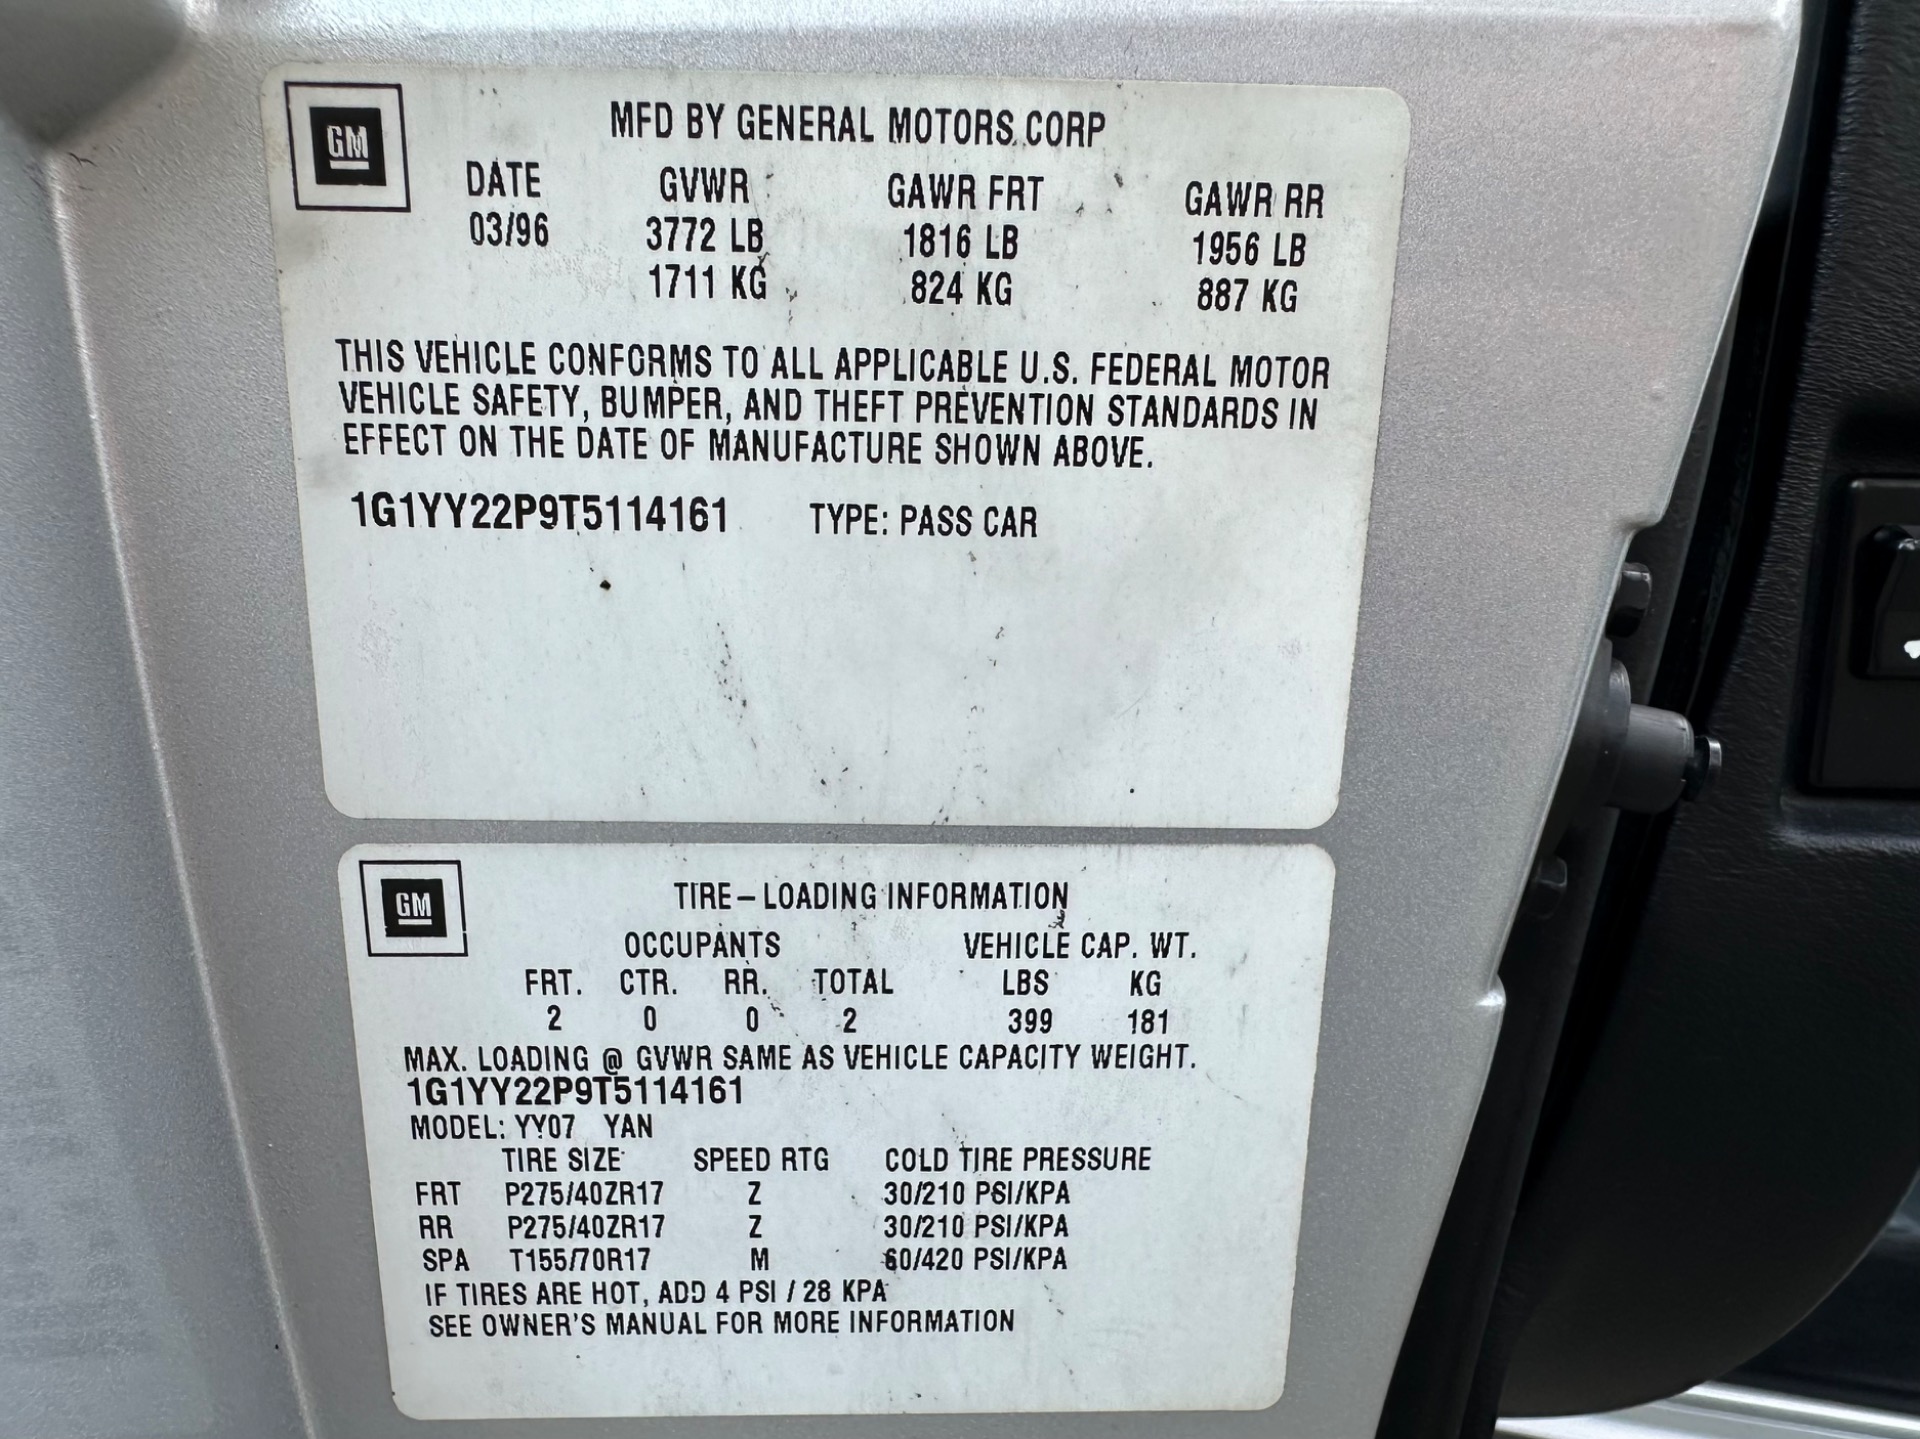 GM
MFD BY GENERAL MOTORS CORP
DATE GVWR GAWR FRT GAWR RR
03/96 3772 LB 1816 LB 1956 LB
1711 KG 824 KG 887 KG
THIS VEHICLE CONFORMS TO ALL APPLICABLE U.S. FEDERAL MOTOR
VEHICLE SAFETY, BUMPER, AND THEFT PREVENTION STANDARDS IN
EFFECT ON THE DATE OF MANUFACTURE SHOWN ABOVE.
1G1YY22P9T5114161 TYPE: PASS CAR
GM
TIRE-LOADING INFORMATION
OCCUPANTS VEHICLE CAP. WT.
FRT. CTR. RR. TOTAL LBS KG
2 0 0 2 399 181
MAX. LOADING @ GVWR SAME AS VEHICLE CAPACITY WEIGHT.
1G1YY22P9T5114161
MODEL: YY07 YAN
TIRE SIZE SPEED RTG COLD TIRE PRESSURE
FRT P275/40ZR17 Z 30/210 PSI/KPA
RR P275/40ZR17 Z 30/210 PSI/KPA
SPA T155/70R17 M 60/420 PSI/KPA
IF TIRES ARE HOT, ADD 4 PSI / 28 KPA
SEE OWNER'S MANUAL FOR MORE INFORMATION